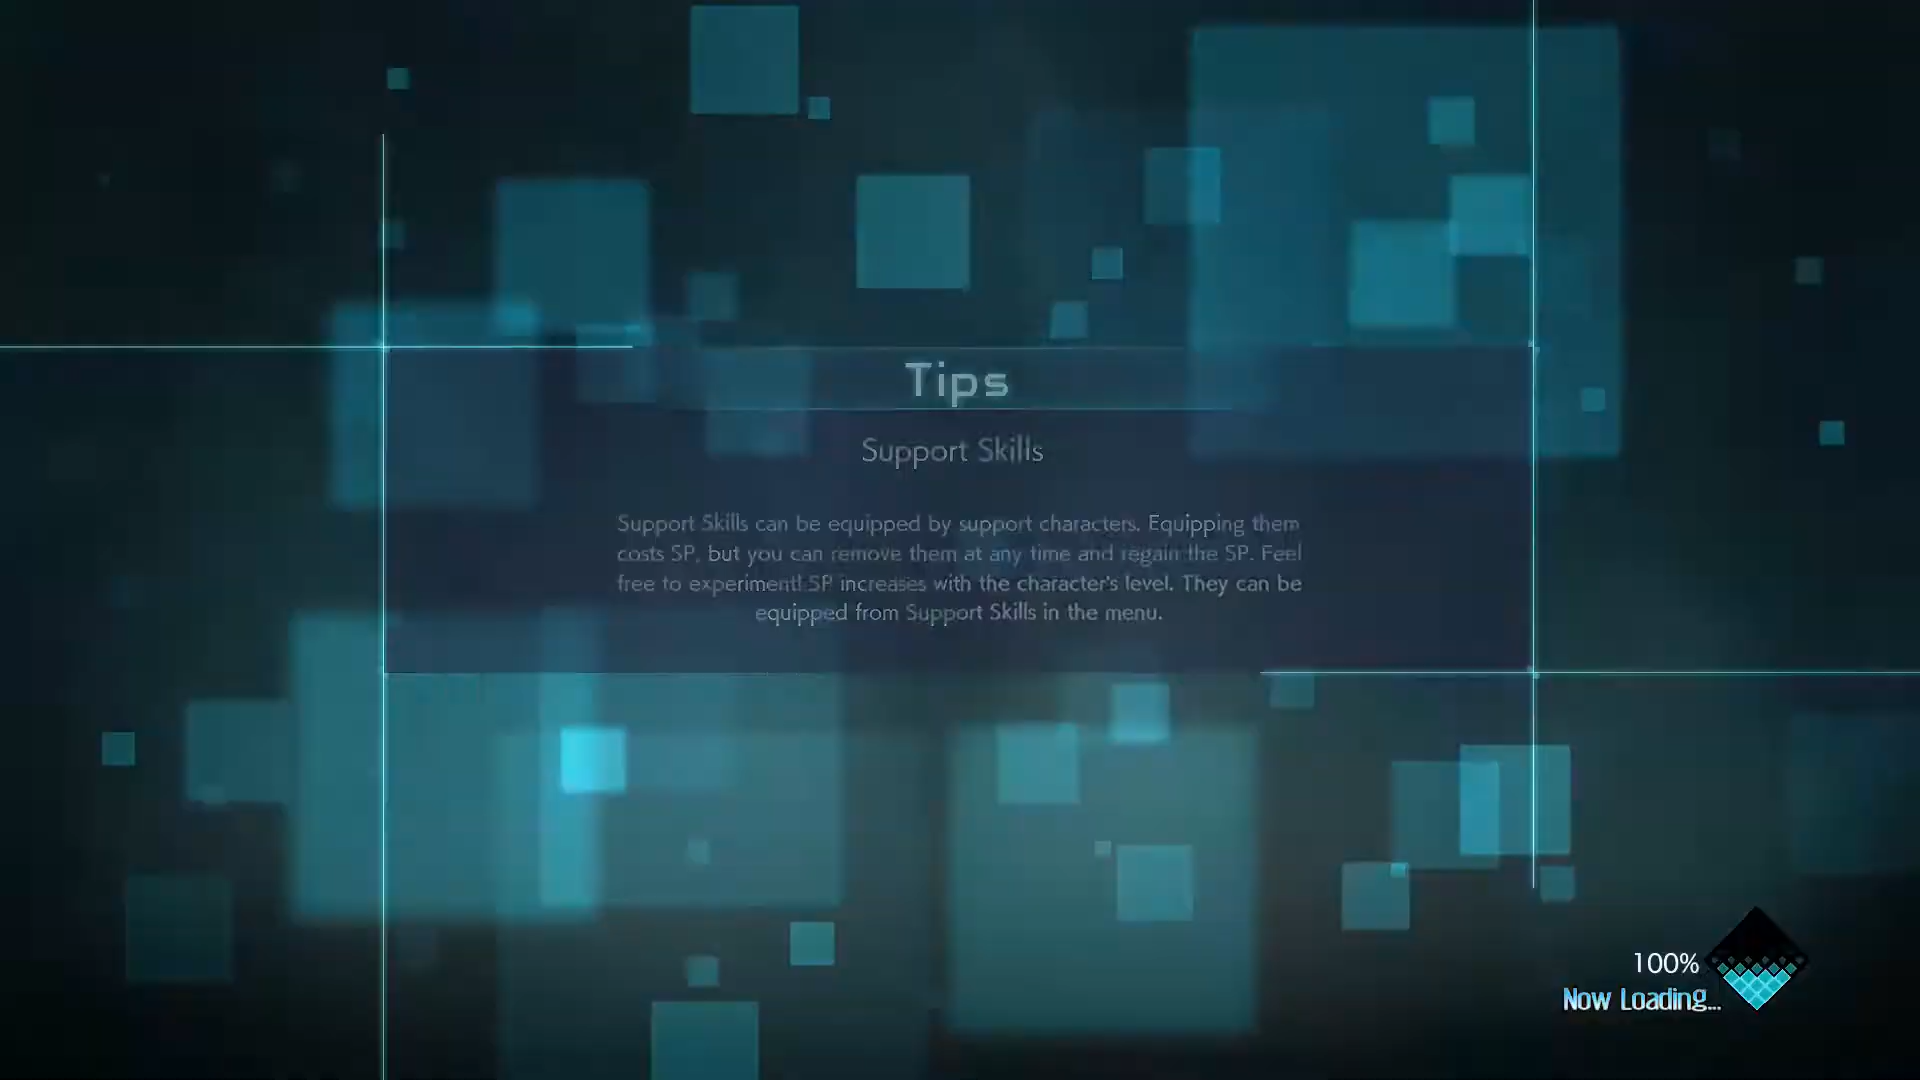 Tips
Support Skills
Support Skills can be equipped by support characters. Equipping them
costs SP, but you can remove them at any time and regain the SP. Feel
free to experiment! SP increases with the character's level. They can be
equipped from Support Skills in the menu.
100%
Now Loading...